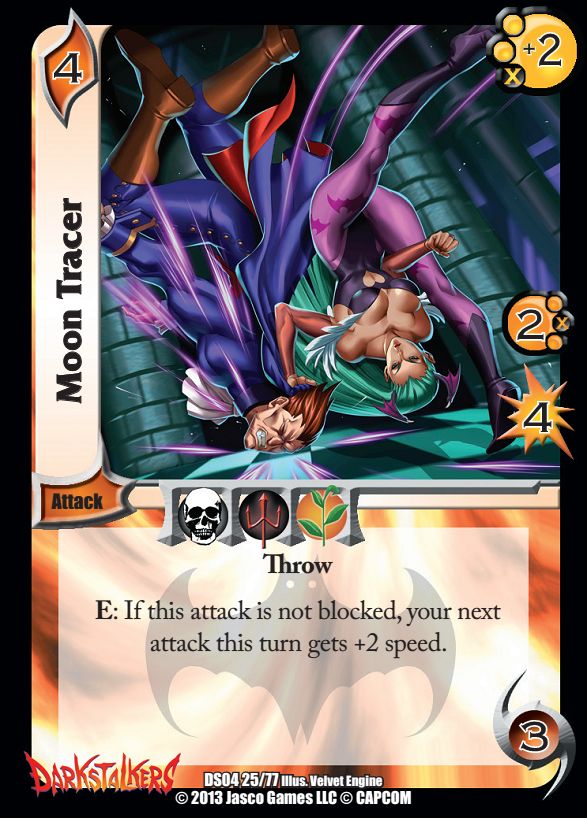 4
+2
Moon Tracer
2
4
Attack
Throw
E: If this attack is not blocked, your next
attack this turn gets +2 speed.
3
DARKSTALKERS
DS04 25/77 Illus. Velvet Engine
© 2013 Jasco Games LLC © CAPCOM